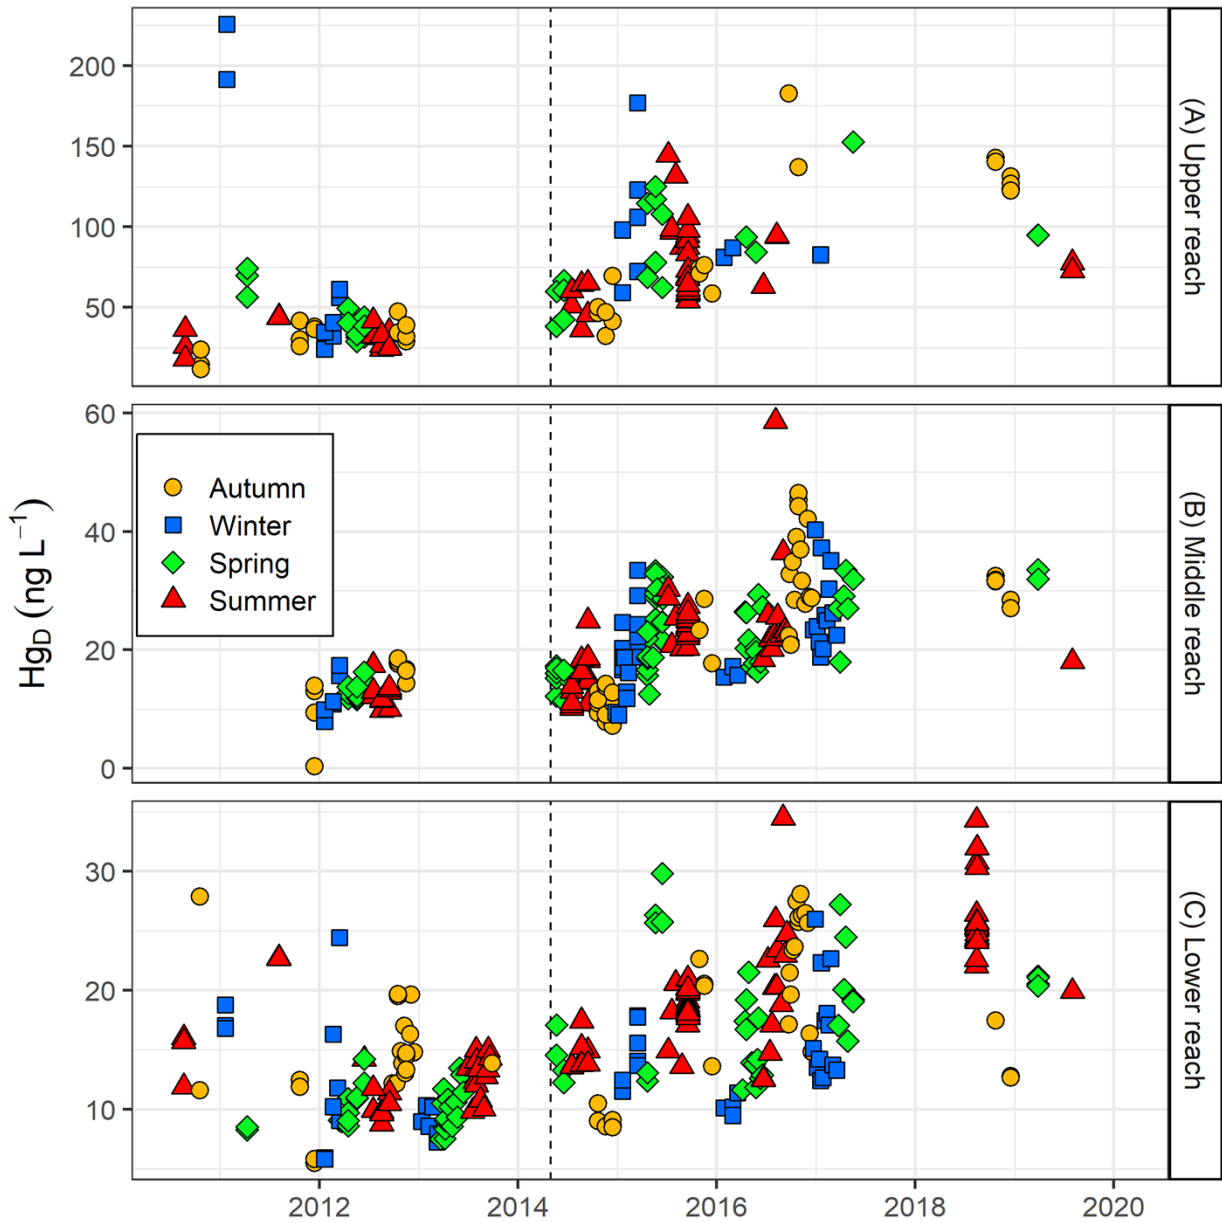 200
150
100
50
(A) Upper reach
60
40
20
0
Autumn
Winter
Spring
Summer
(B) Middle reach
Hg_D (ng L⁻¹)
30
20
10
(C) Lower reach
2012 2014 2016 2018 2020